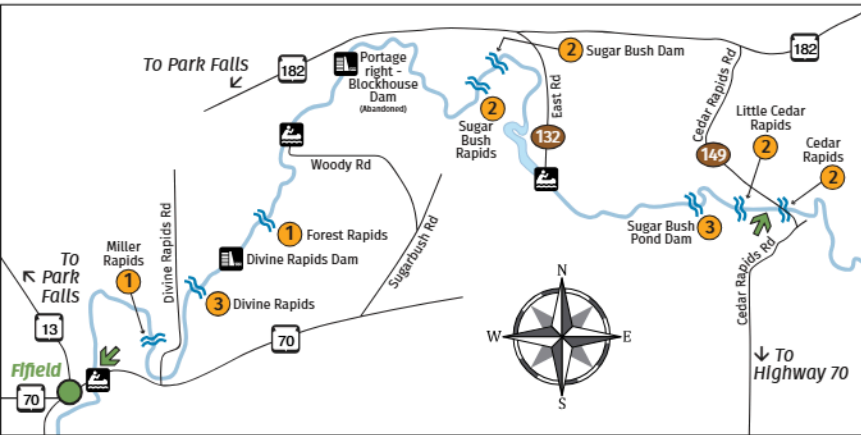 To Park Falls
182
Portage
right -
Blockhouse
Dam
(Abandoned)
2
Sugar Bush Dam
182
2
Sugar
Bush
Rapids
East Rd
132
Cedar Rapids Rd
149
Little Cedar
Rapids
2
Cedar
Rapids
2
Woody Rd
Sugarbush Rd
1
Forest Rapids
Divine Rapids Dam
3
Divine Rapids
Sugar Bush
Pond Dam
3
Cedar Rapids Rd
To
Highway 70
Divine Rapids Rd
Miller
Rapids
1
To
Park
Falls
13
Fifield
70
70
N
W
E
S